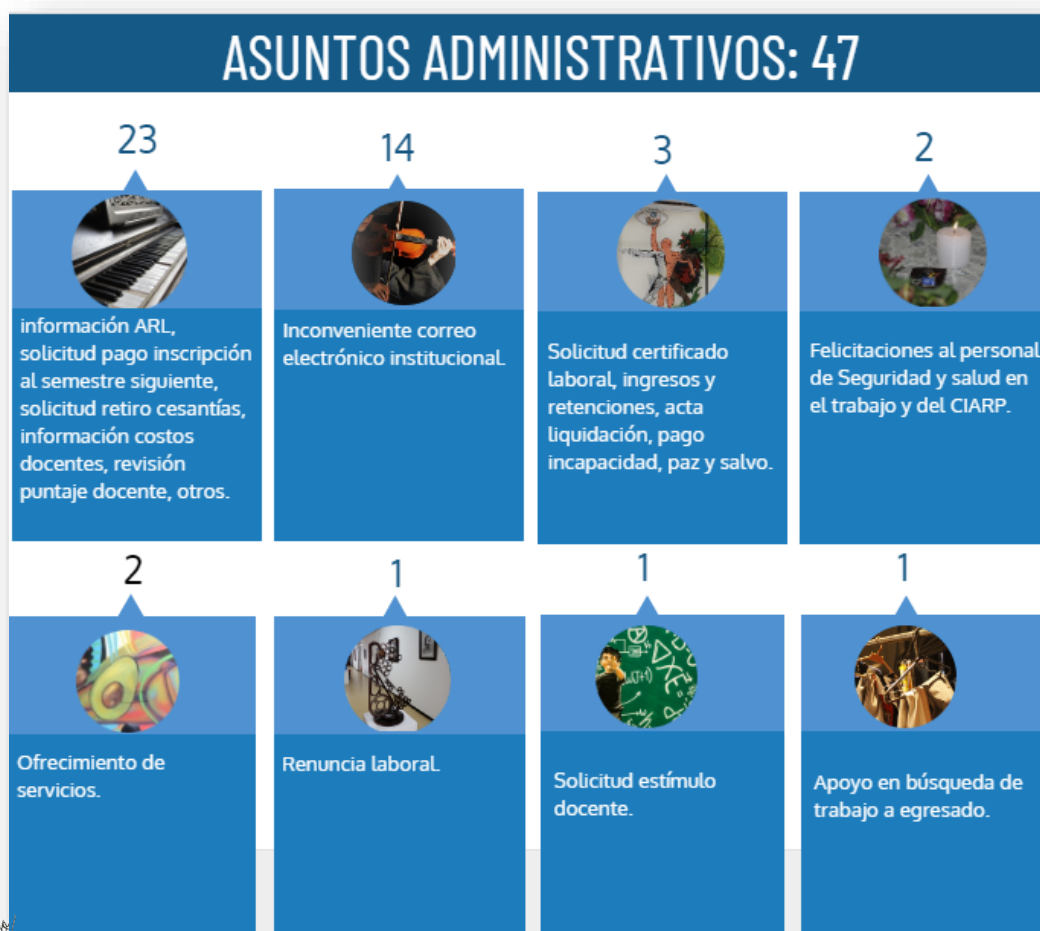 ASUNTOS ADMINISTRATIVOS: 47
23
información ARL,
solicitud pago inscripción
al semestre siguiente,
solicitud retiro cesantías,
información costos
docentes, revisión
puntaje docente, otros.
14
Inconveniente correo
electrónico institucional.
3
Solicitud certificado
laboral, ingresos y
retenciones, acta
liquidación, pago
incapacidad, paz y salvo.
2
Felicitaciones al personal
de Seguridad y salud en
el trabajo y del CIARP.
2
Ofrecimiento de
servicios.
1
Renuncia laboral.
1
Solicitud estímulo
docente.
1
Apoyo en búsqueda de
trabajo a egresado.